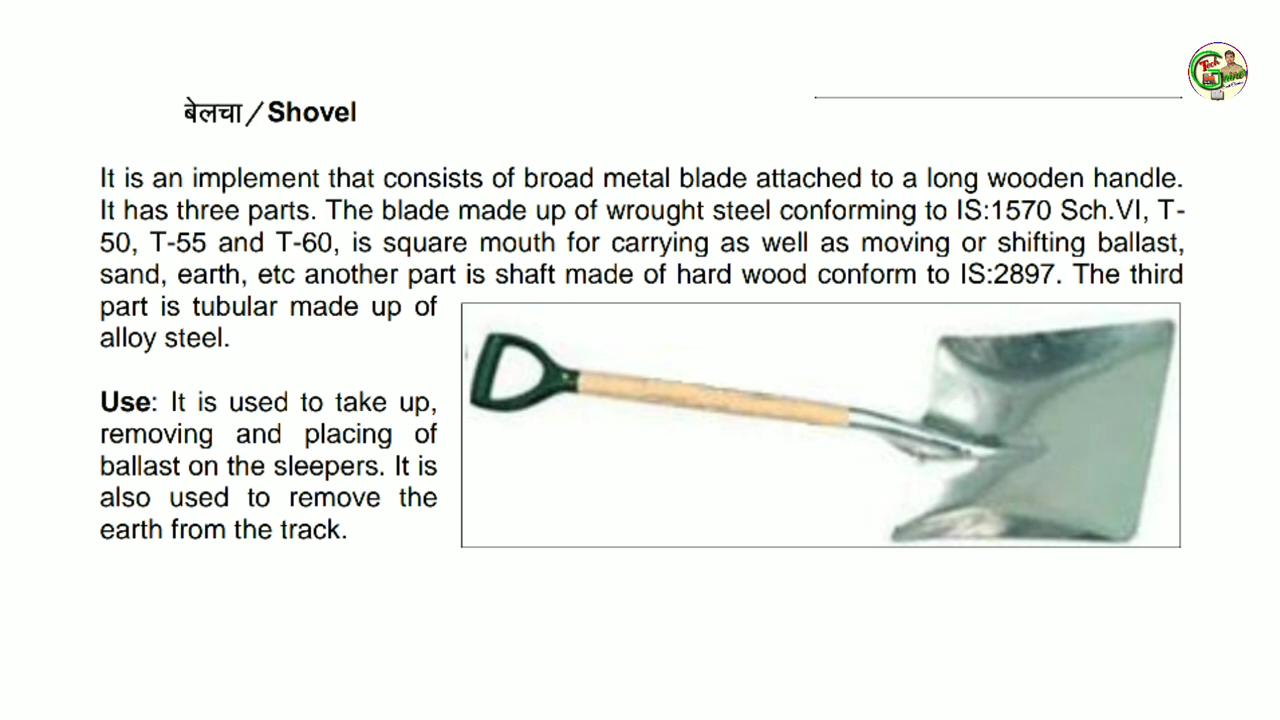 बेलचा/Shovel
It is an implement that consists of broad metal blade attached to a long wooden handle.
It has three parts. The blade made up of wrought steel conforming to IS:1570 Sch.VI, T-
50, T-55 and T-60, is square mouth for carrying as well as moving or shifting ballast,
sand, earth, etc another part is shaft made of hard wood conform to IS:2897. The third
part is tubular made up of
alloy steel.
Use: It is used to take up,
removing and placing of
ballast on the sleepers. It is
also used to remove the
earth from the track.
Tech